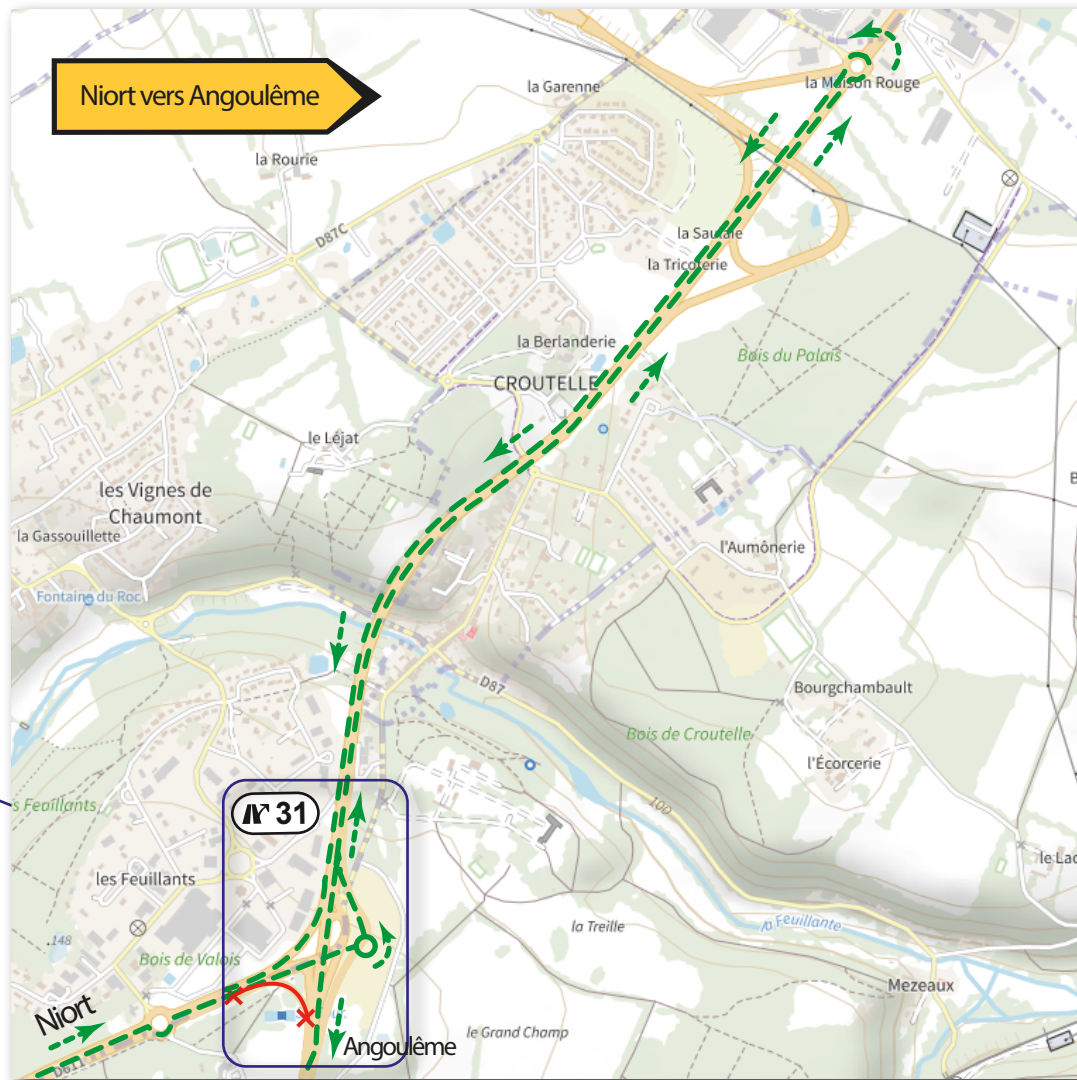 Niort vers Angoulême
la Garenne
la Maison Rouge
la Rourie
D87C
la Saulaie
la Tricoterie
la Berlanderie
Bois du Palais
CROUTELLE
le Léjat
les Vignes de
Chaumont
la Gassouillette
l'Aumônerie
Fontaine du Roc
D87
Bourgchambault
Bois de Croutelle
l'Écorcerie
s Feuillants
31
100
les Feuillants
le Lac
la Treille
la Feuillante
148
Bois de Valois
Mezeaux
Niort
le Grand Champ
Angoulême
D611